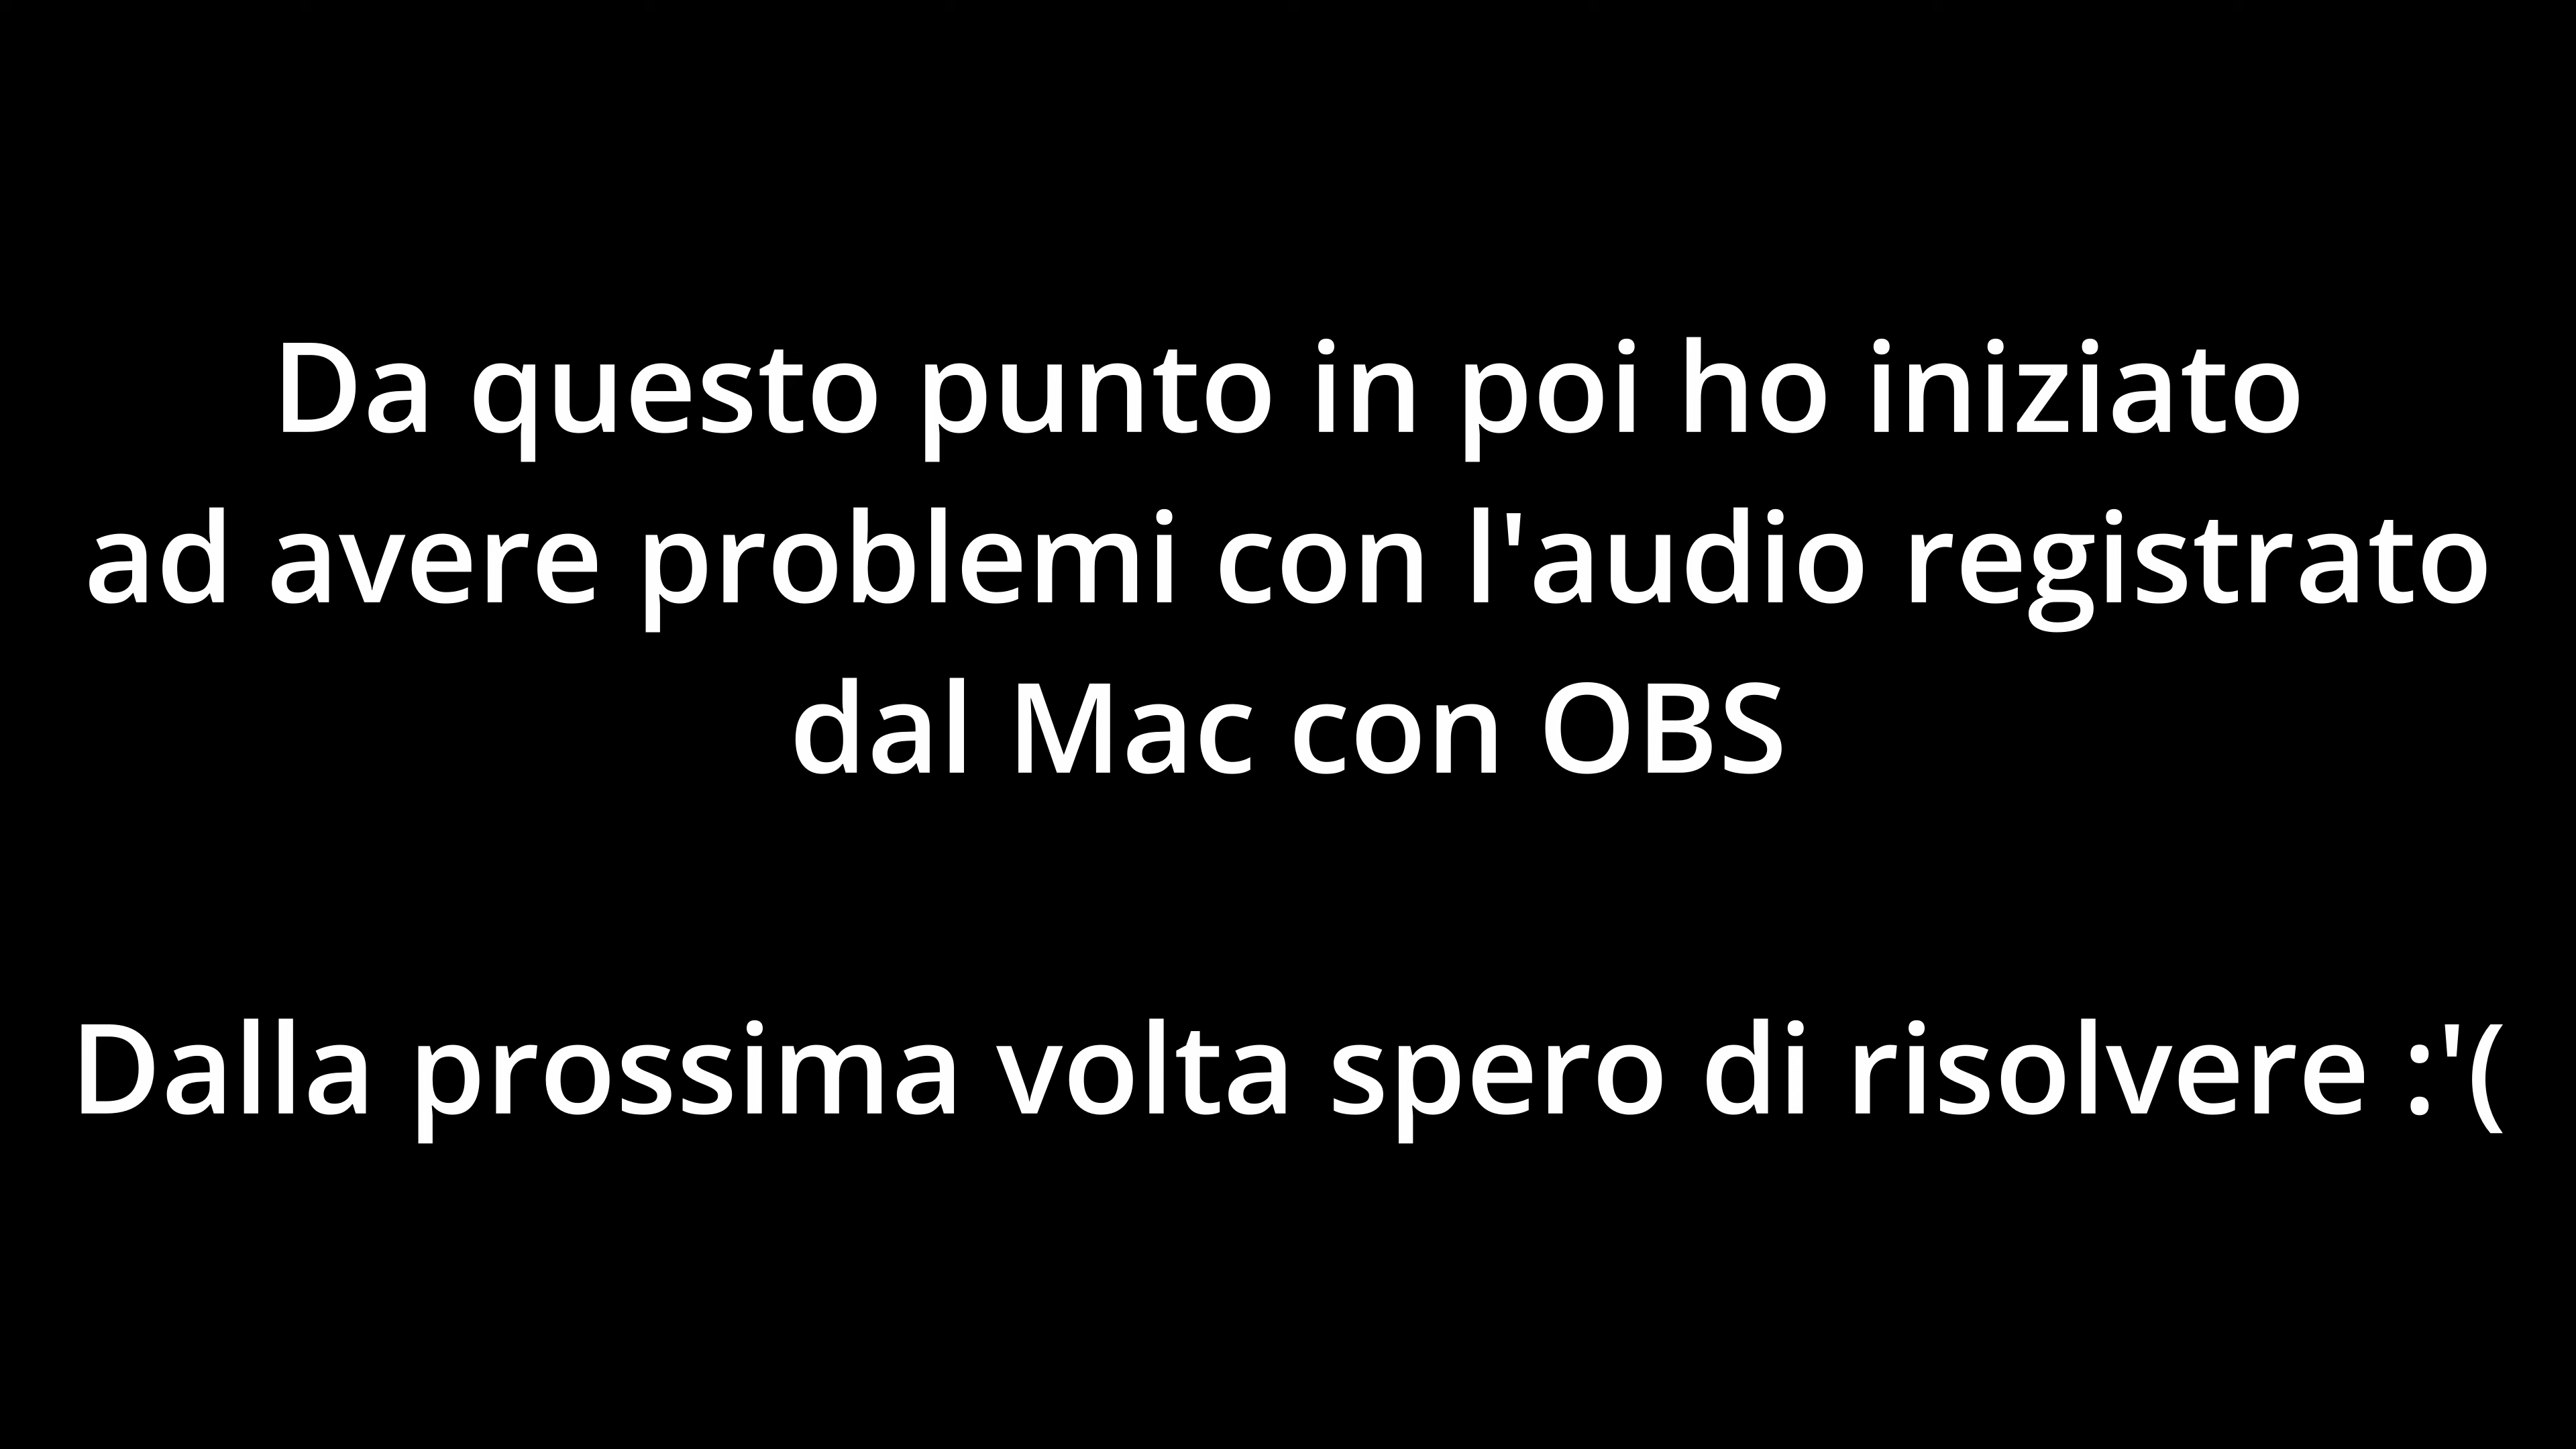 Da questo punto in poi ho iniziato
ad avere problemi con l'audio registrato
dal Mac con OBS
Dalla prossima volta spero di risolvere :'(